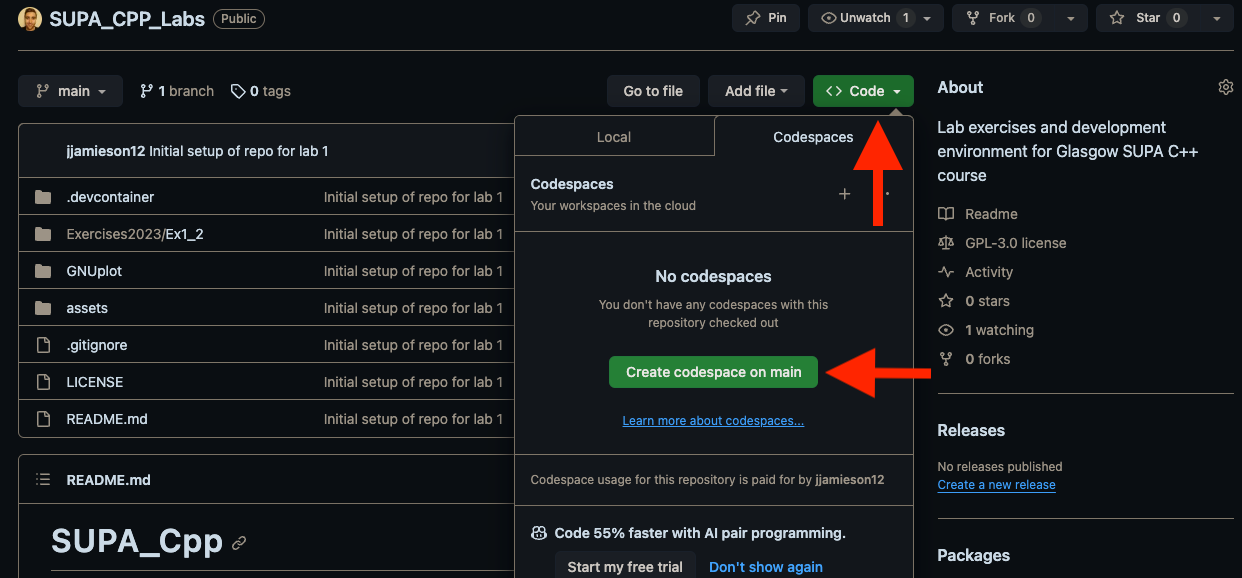 SUPA_CPP_Labs Public
Pin
Unwatch 1
Fork 0
Star 0
main
1 branch
0 tags
Go to file
Add file
<> Code
jjamieson12 Initial setup of repo for lab 1
.devcontainer Initial setup of repo for lab 1
Exercises2023/Ex1_2 Initial setup of repo for lab 1
GNUplot Initial setup of repo for lab 1
assets Initial setup of repo for lab 1
.gitignore Initial setup of repo for lab 1
LICENSE Initial setup of repo for lab 1
README.md Initial setup of repo for lab 1
README.md
SUPA_Cpp
Local
Codespaces
Codespaces
Your workspaces in the cloud
No codespaces
You don't have any codespaces with this
repository checked out
Create codespace on main
Learn more about codespaces...
Codespace usage for this repository is paid for by jjamieson12
Code 55% faster with AI pair programming.
Start my free trial
Don't show again
About
Lab exercises and development
environment for Glasgow SUPA C++
course
Readme
GPL-3.0 license
Activity
0 stars
1 watching
0 forks
Releases
No releases published
Create a new release
Packages